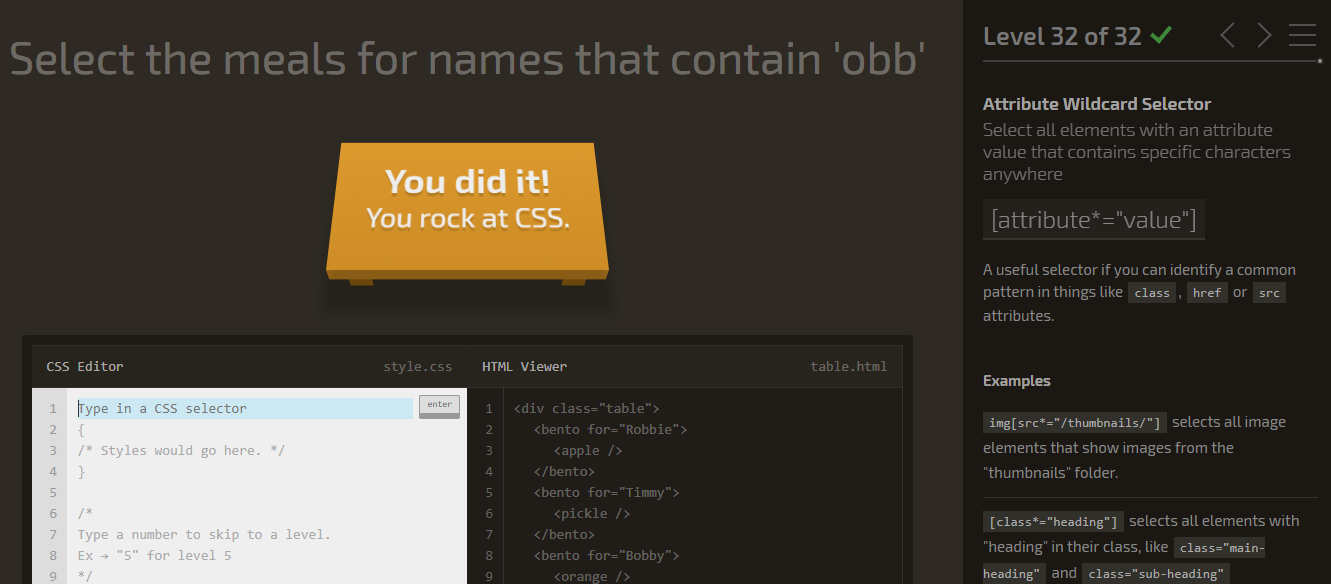 Select the meals for names that contain 'obb'
You did it!
You rock at CSS.
CSS Editor
style.css
1
2
3
4
5
6
7
8
9
Type in a CSS selector
enter
{
/* Styles would go here. */
}
/*
Type a number to skip to a level.
Ex → "5" for level 5
*/
HTML Viewer
table.html
1 <div class="table">
2 <bento for="Robbie">
3 <apple />
4 </bento>
5 <bento for="Timmy">
6 <pickle />
7 </bento>
8 <bento for="Bobby">
9 <orange />
Level 32 of 32
Attribute Wildcard Selector
Select all elements with an attribute
value that contains specific characters
anywhere
[attribute*="value"]
A useful selector if you can identify a common
pattern in things like class , href or src
attributes.
Examples
img[src*="/thumbnails/"] selects all image
elements that show images from the
"thumbnails" folder.
[class*="heading"] selects all elements with
"heading" in their class, like class="main-
heading" and class="sub-heading"